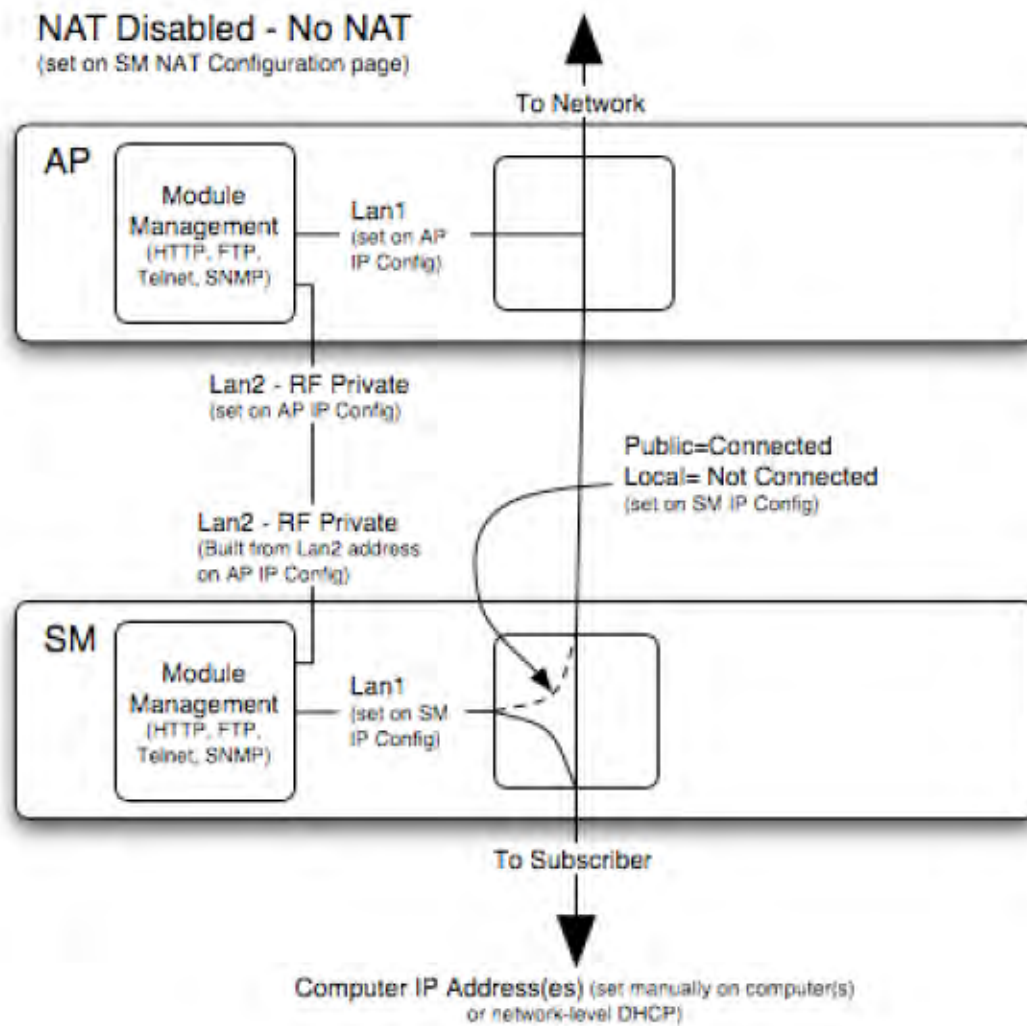 NAT Disabled - No NAT
(set on SM NAT Configuration page)
To Network
AP
Module
Management
(HTTP, FTP,
Telnet, SNMP)
Lan1
(set on AP
IP Config)
Lan2 - RF Private
(set on AP IP Config)
Public=Connected
Local= Not Connected
(set on SM IP Config)
Lan2 - RF Private
(Built from Lan2 address
on AP IP Config)
SM
Module
Management
(HTTP, FTP,
Telnet, SNMP)
Lan1
(set on SM
IP Config)
To Subscriber
Computer IP Address(es) (set manually on computer(s)
or network-level DHCP)